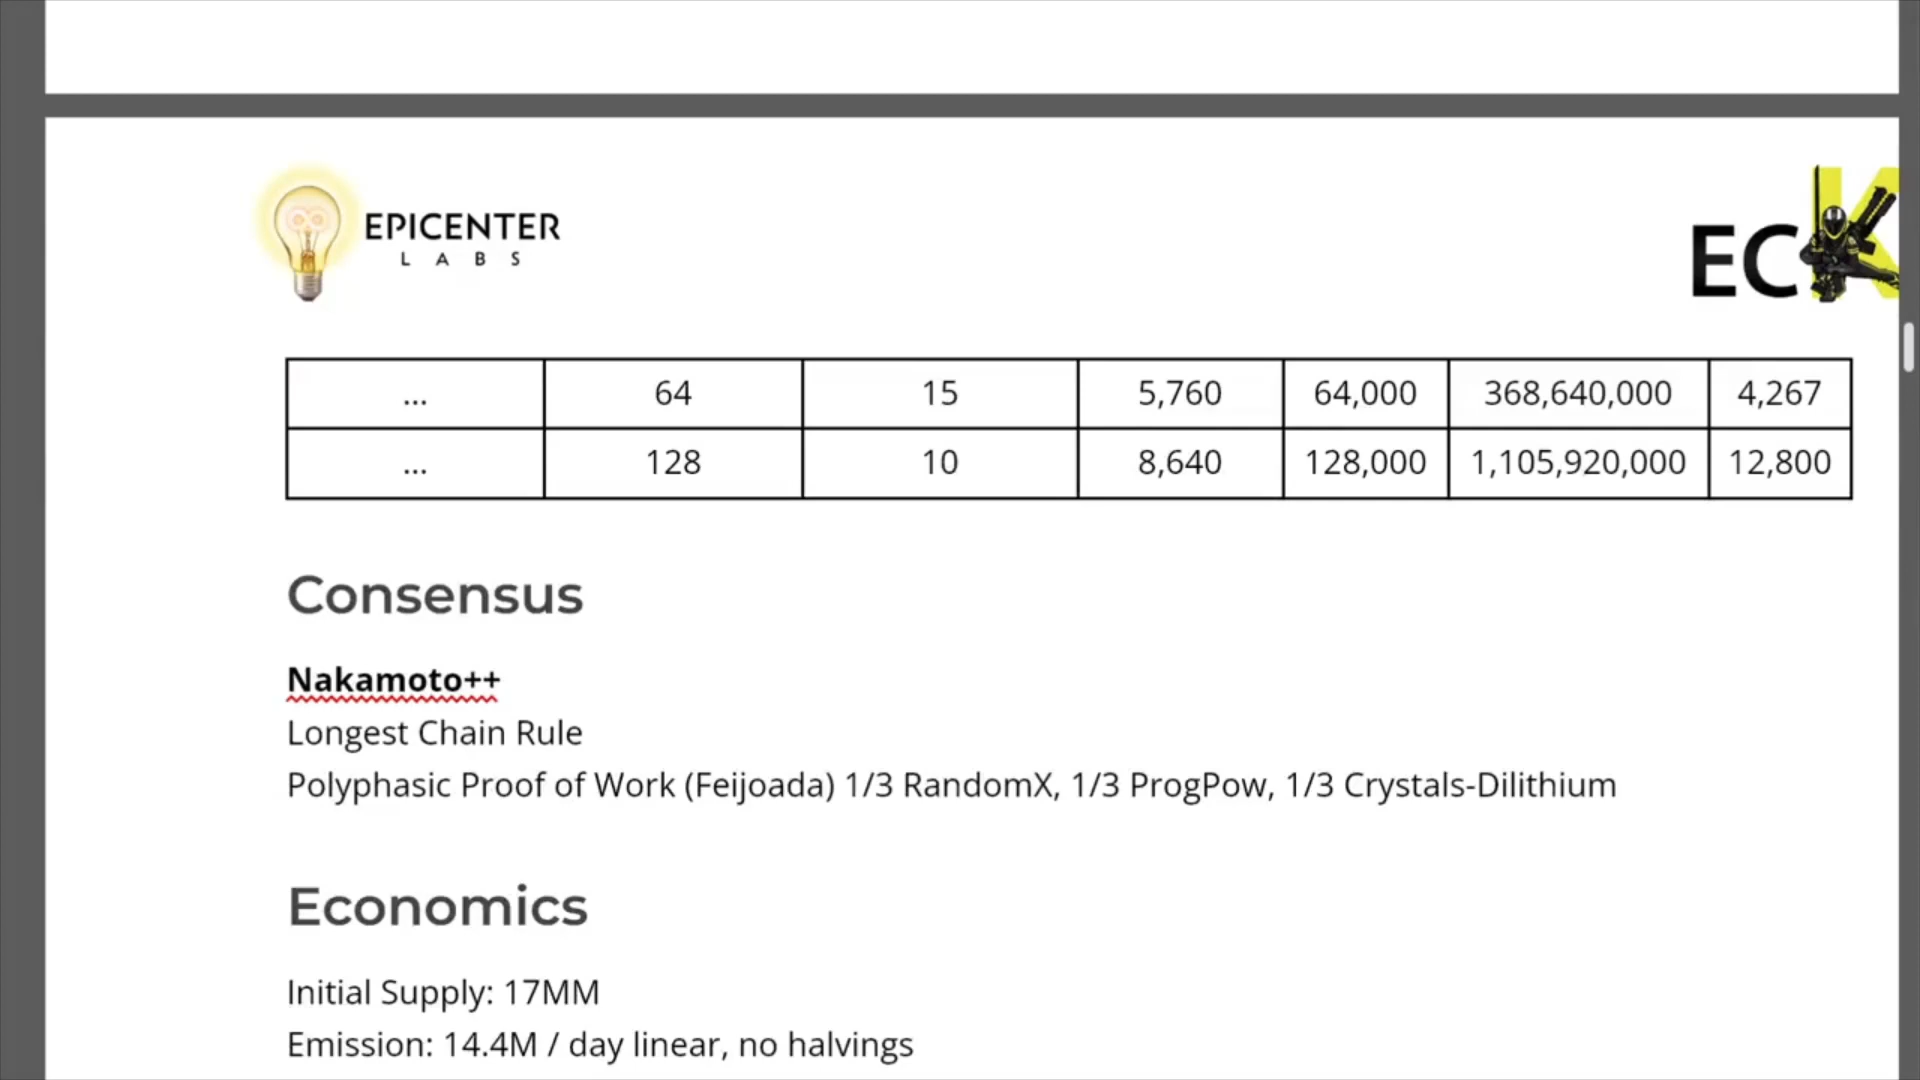 EPICENTER
LABS
ECK
... 64 15 5,760 64,000 368,640,000 4,267
... 128 10 8,640 128,000 1,105,920,000 12,800
Consensus
Nakamoto++
Longest Chain Rule
Polyphasic Proof of Work (Feijoada) 1/3 RandomX, 1/3 ProgPow, 1/3 Crystals-Dilithium
Economics
Initial Supply: 17MM
Emission: 14.4M / day linear, no halvings